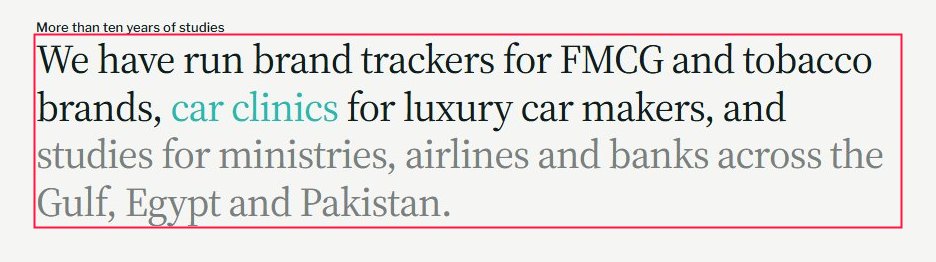 More than ten years of studies
We have run brand trackers for FMCG and tobacco
brands, car clinics for luxury car makers, and
studies for ministries, airlines and banks across the
Gulf, Egypt and Pakistan.